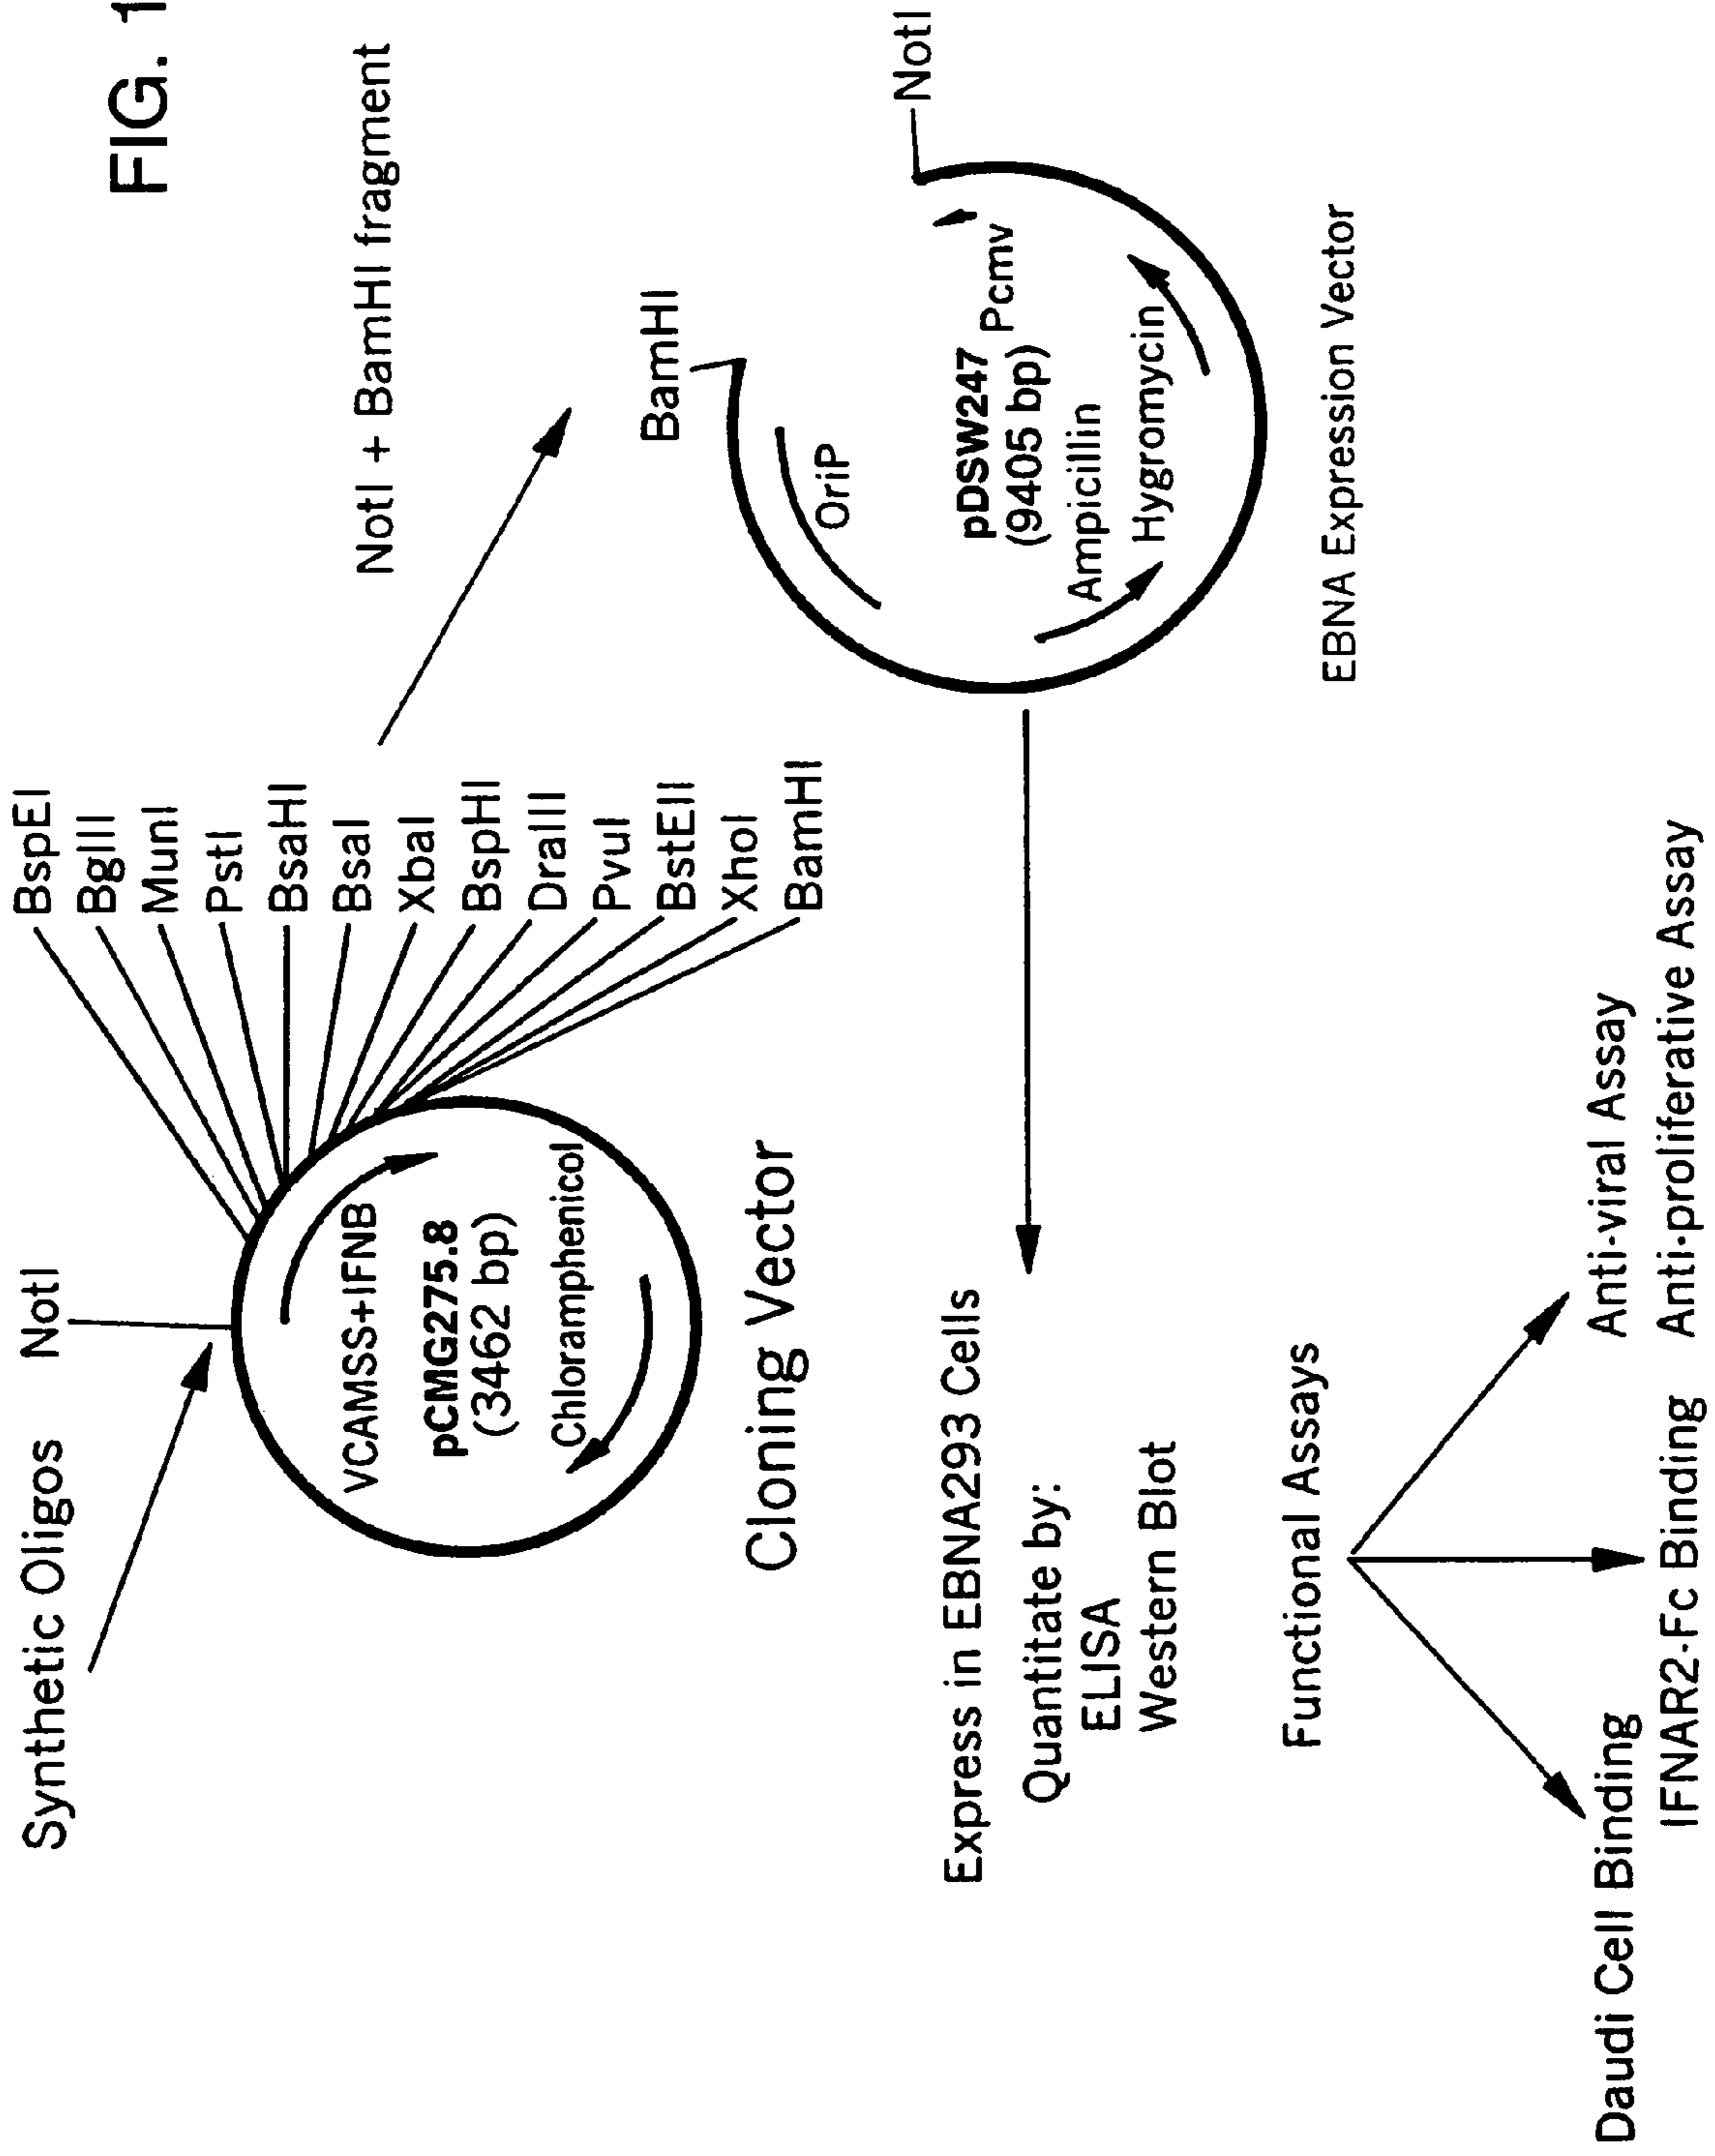 FIG. 1
Synthetic Oligos
NotI
BspEI
BglII
MunI
PstI
BsaHI
BsaI
XbaI
BspHI
DraIII
PvuI
BstEII
XhoI
BamHI
VCAMSS+IFNB
pCMG275.8
(3462 bp)
Chloramphenicol
Cloning Vector
NotI + BamHI fragment
BamHI
NotI
OriP
pDSW247
(9405 bp)
Pcmv
Ampicillin
Hygromycin
EBNA Expression Vector
Express in EBNA293 Cells
Quantitate by:
ELISA
Western Blot
Functional Assays
Daudi Cell Binding
IFNAR2-Fc Binding
Anti-viral Assay
Anti-proliferative Assay